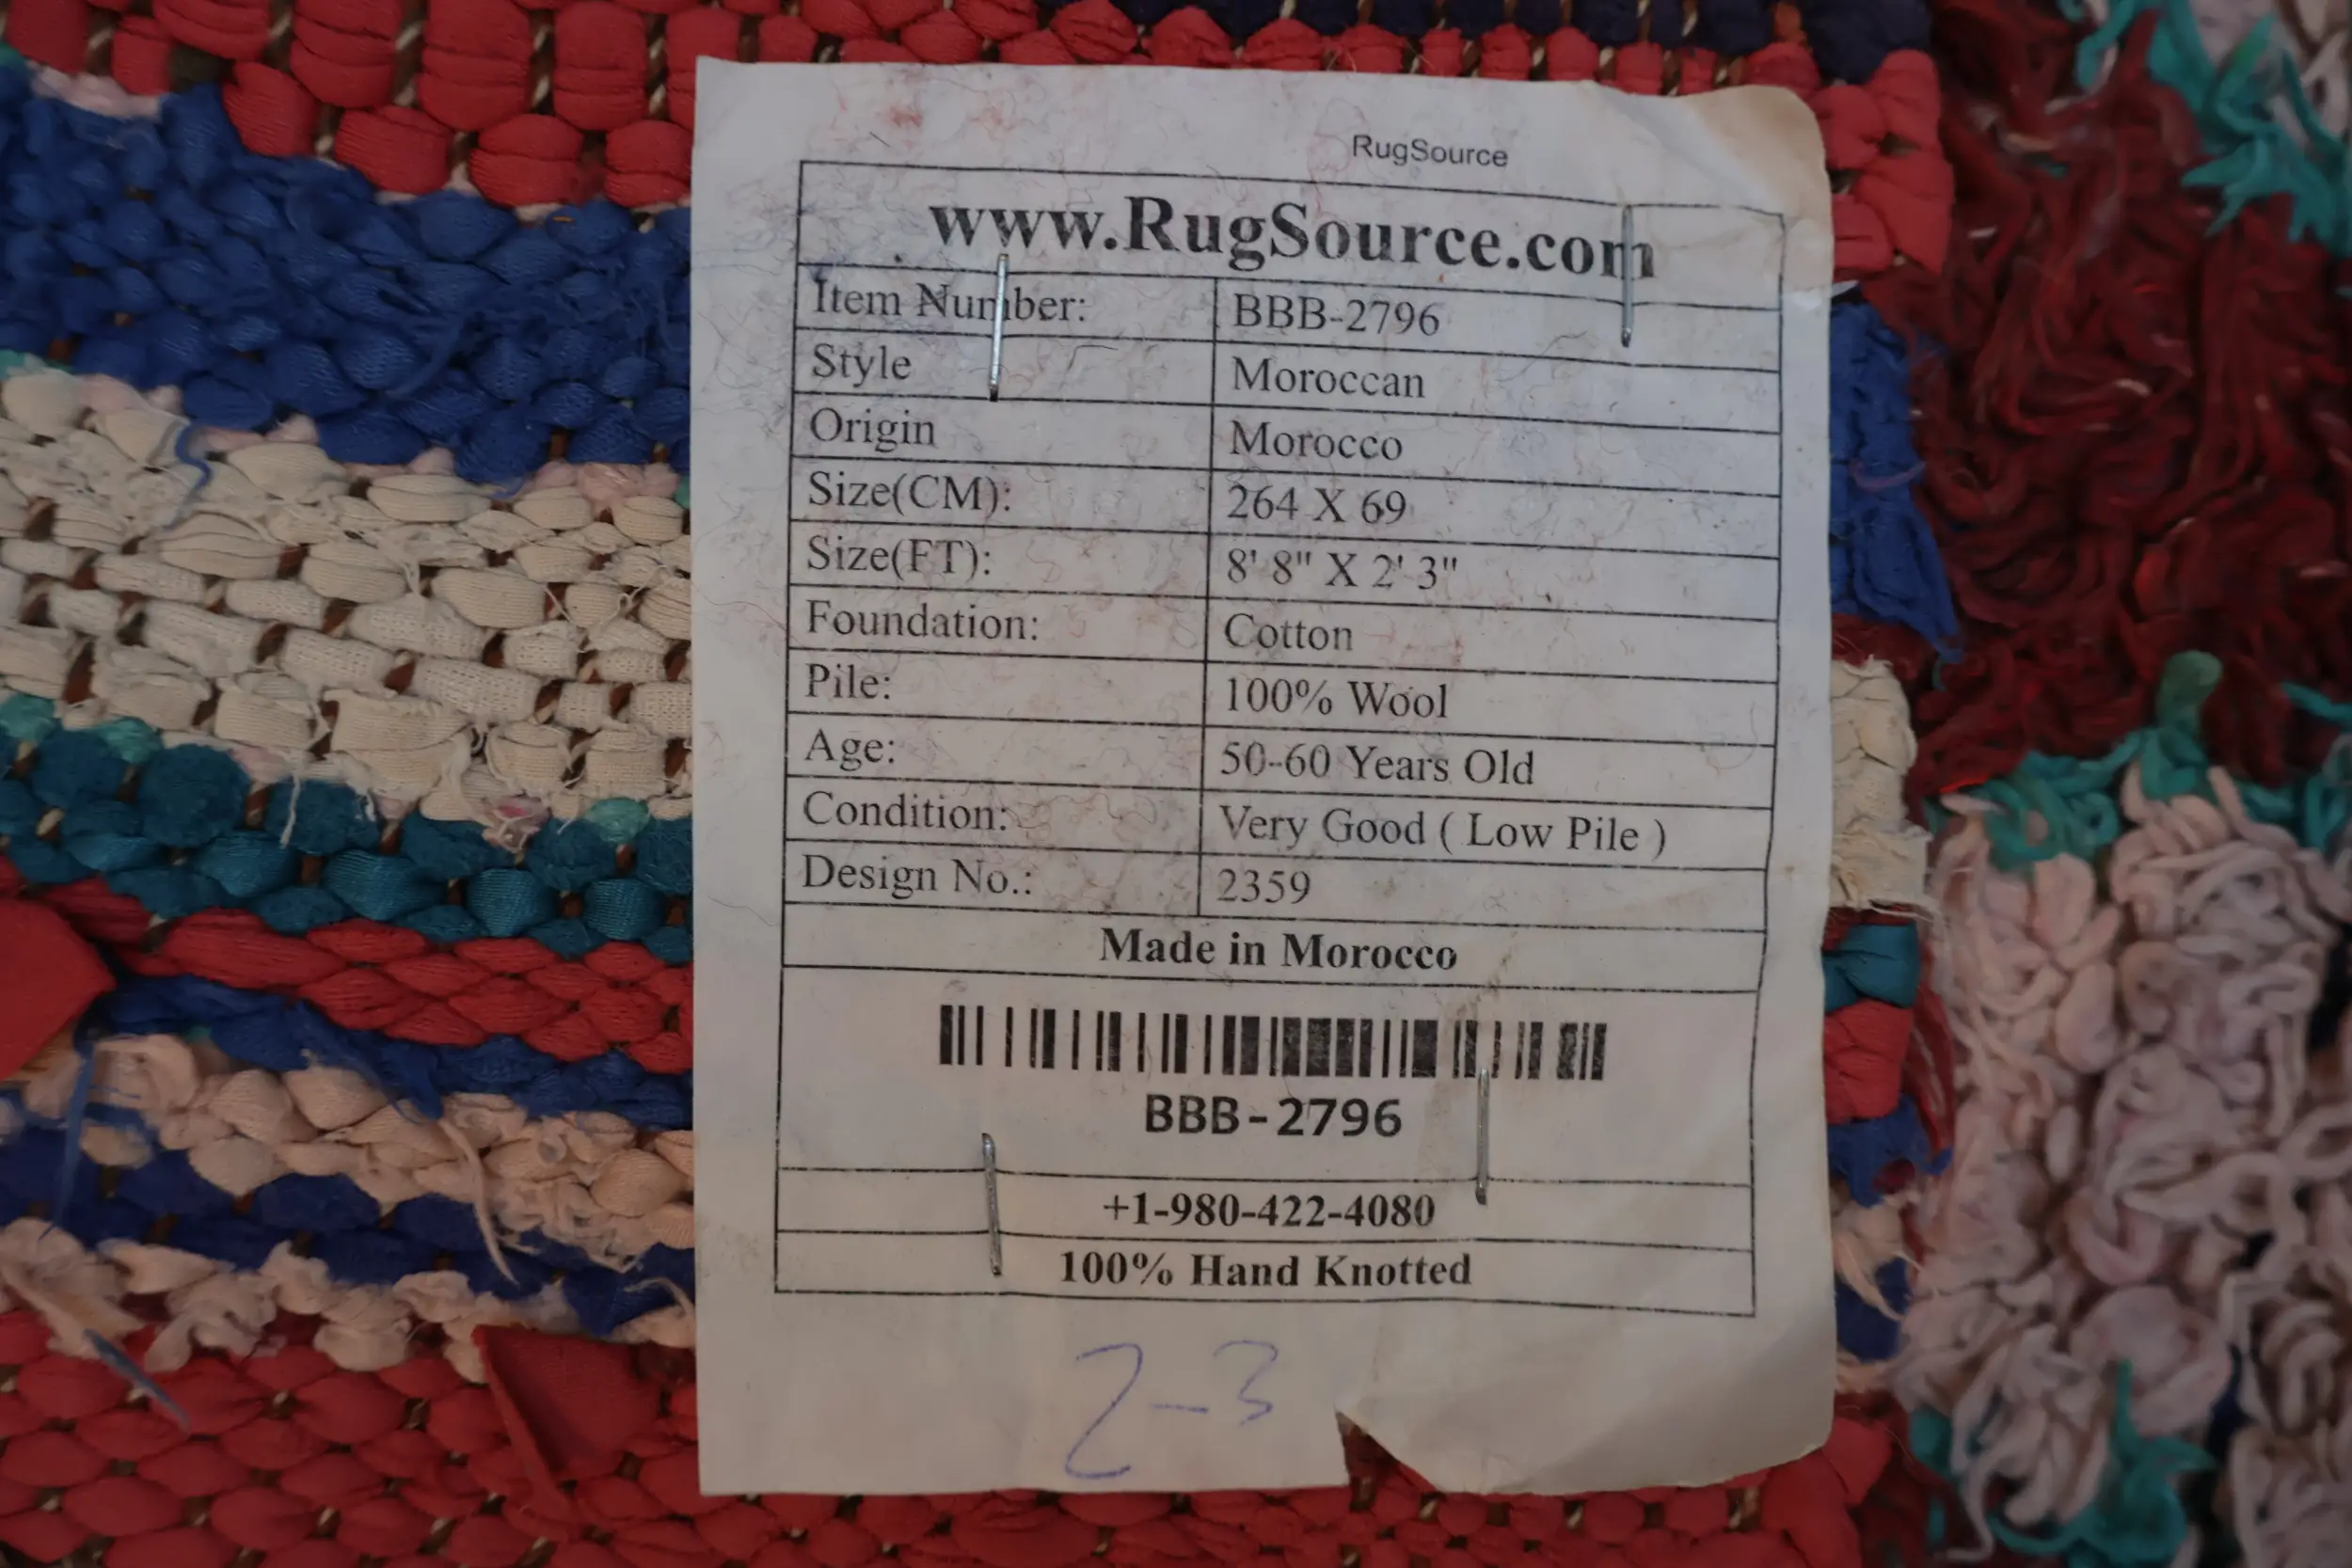 RugSource
www.RugSource.com
Item Number: BBB-2796
Style Moroccan
Origin Morocco
Size(CM): 264 X 69
Size(FT): 8' 8" X 2' 3"
Foundation: Cotton
Pile: 100% Wool
Age: 50-60 Years Old
Condition: Very Good ( Low Pile )
Design No.: 2359
Made in Morocco
BBB-2796
+1-980-422-4080
100% Hand Knotted
2-3